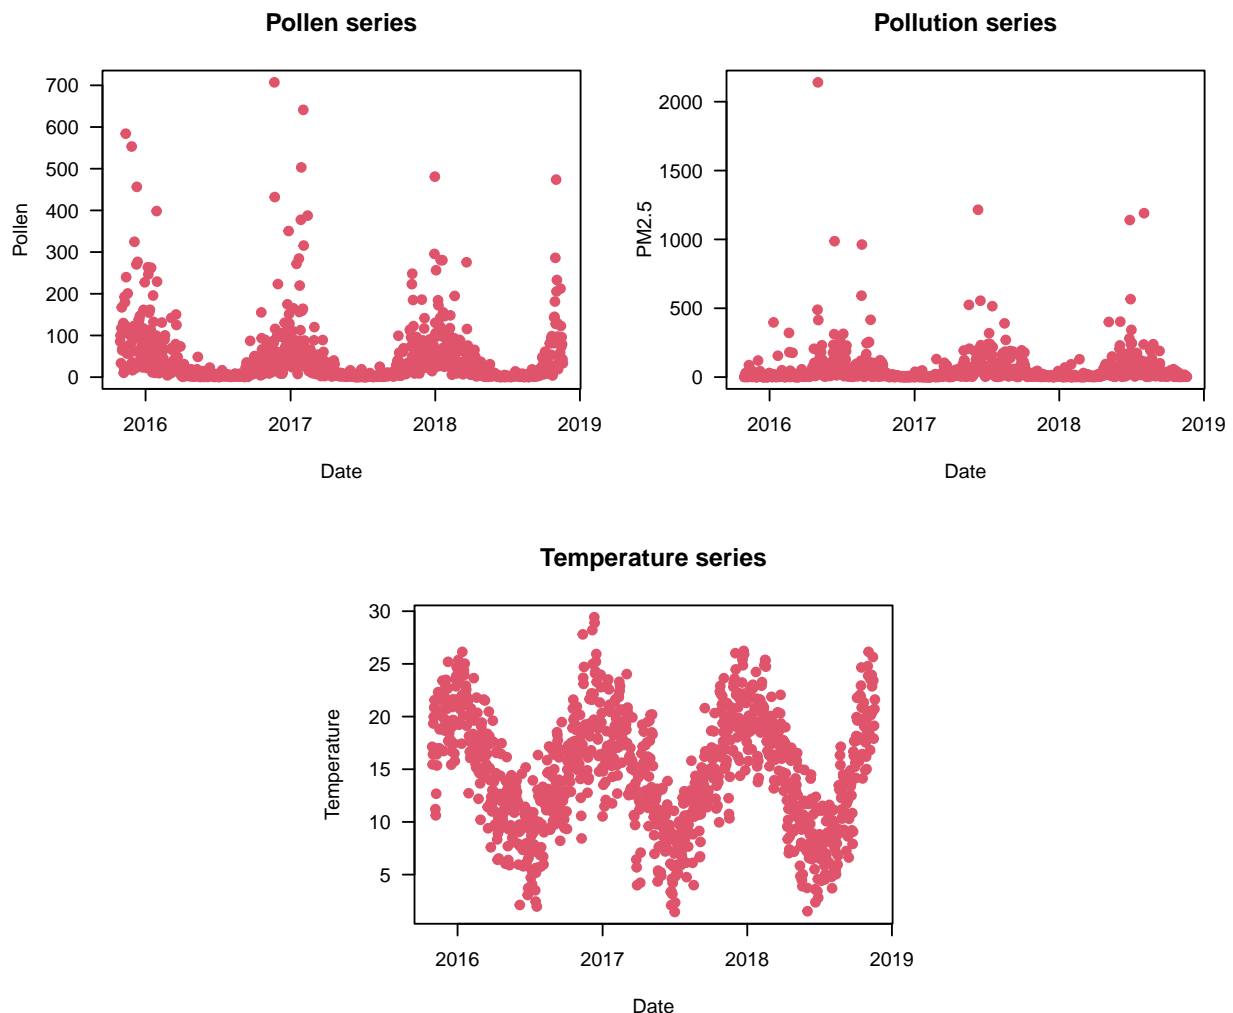 Pollen series
Pollen
700
600
500
400
300
200
100
0
2016 2017 2018 2019
Date
Pollution series
PM2.5
2000
1500
1000
500
0
2016 2017 2018 2019
Date
Temperature series
Temperature
30
25
20
15
10
5
2016 2017 2018 2019
Date